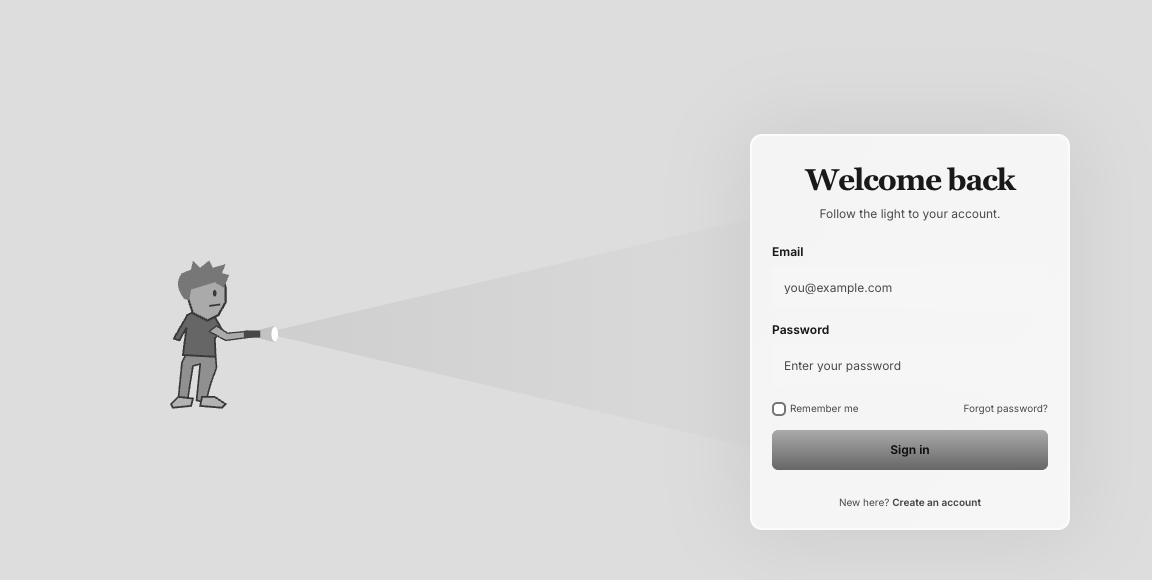 Welcome back
Follow the light to your account.
Email
you@example.com
Password
Enter your password
Remember me
Forgot password?
Sign in
New here? Create an account